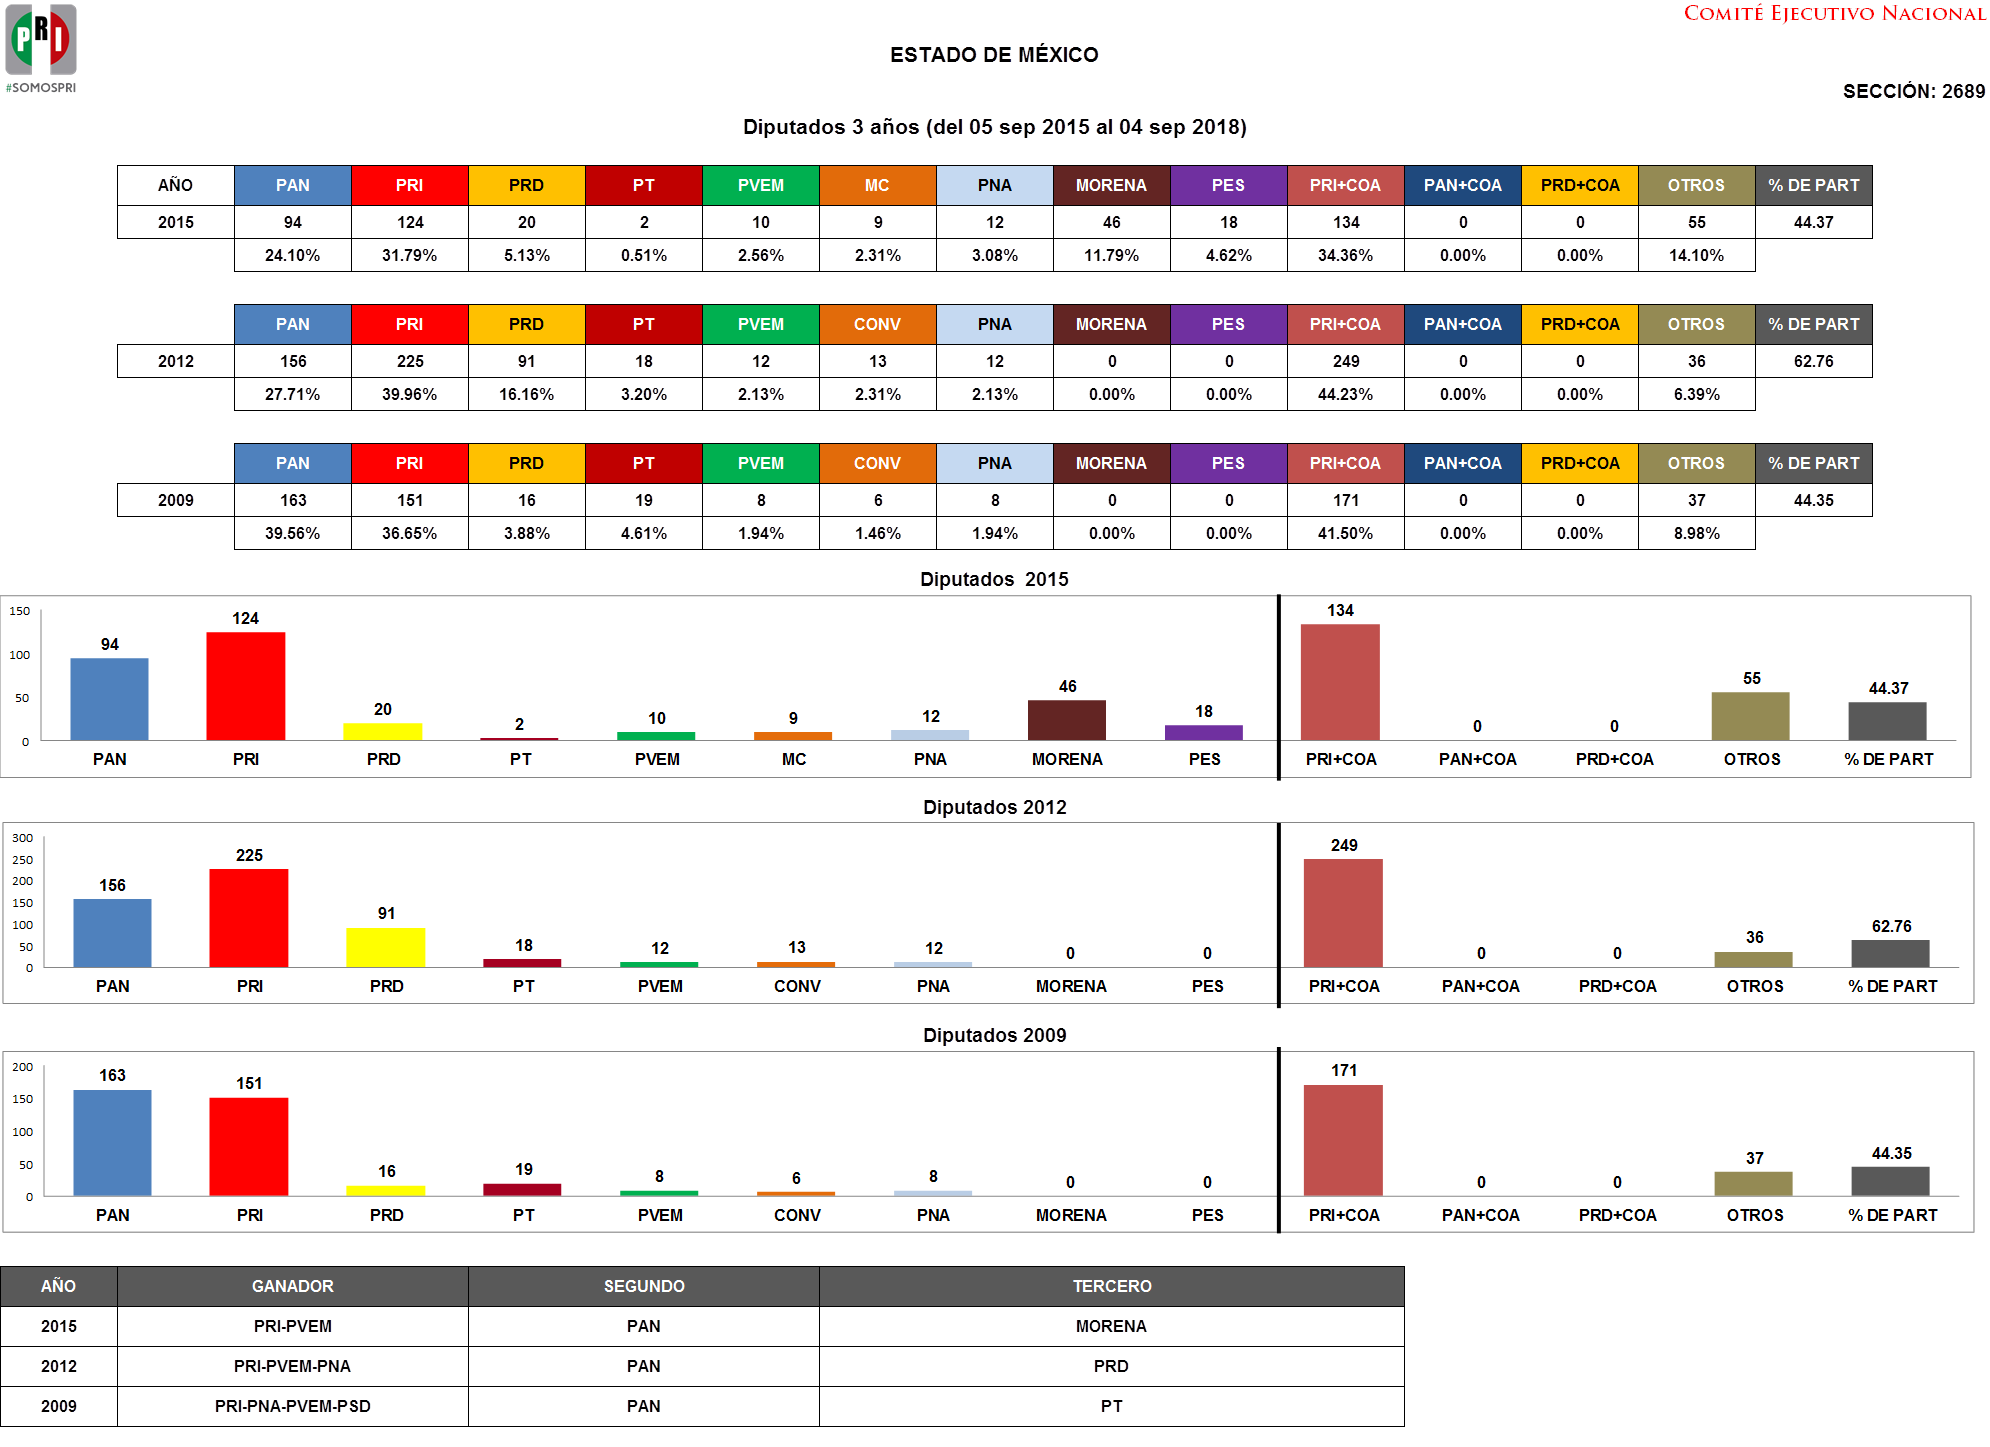 PRI
#SOMOSPRI
COMITÉ EJECUTIVO NACIONAL
ESTADO DE MÉXICO
SECCIÓN: 2689
Diputados 3 años (del 05 sep 2015 al 04 sep 2018)
AÑO PAN PRI PRD PT PVEM MC PNA MORENA PES PRI+COA PAN+COA PRD+COA OTROS % DE PART
2015 94 124 20 2 10 9 12 46 18 134 0 0 55 44.37
24.10% 31.79% 5.13% 0.51% 2.56% 2.31% 3.08% 11.79% 4.62% 34.36% 0.00% 0.00% 14.10%
PAN PRI PRD PT PVEM CONV PNA MORENA PES PRI+COA PAN+COA PRD+COA OTROS % DE PART
2012 156 225 91 18 12 13 12 0 0 249 0 0 36 62.76
27.71% 39.96% 16.16% 3.20% 2.13% 2.31% 2.13% 0.00% 0.00% 44.23% 0.00% 0.00% 6.39%
PAN PRI PRD PT PVEM CONV PNA MORENA PES PRI+COA PAN+COA PRD+COA OTROS % DE PART
2009 163 151 16 19 8 6 8 0 0 171 0 0 37 44.35
39.56% 36.65% 3.88% 4.61% 1.94% 1.46% 1.94% 0.00% 0.00% 41.50% 0.00% 0.00% 8.98%
Diputados 2015
150
100
50
0
94 124 20 2 10 9 12 46 18 134 0 0 55 44.37
PAN PRI PRD PT PVEM MC PNA MORENA PES PRI+COA PAN+COA PRD+COA OTROS % DE PART
Diputados 2012
300
250
200
150
100
50
0
156 225 91 18 12 13 12 0 0 249 0 0 36 62.76
PAN PRI PRD PT PVEM CONV PNA MORENA PES PRI+COA PAN+COA PRD+COA OTROS % DE PART
Diputados 2009
200
150
100
50
0
163 151 16 19 8 6 8 0 0 171 0 0 37 44.35
PAN PRI PRD PT PVEM CONV PNA MORENA PES PRI+COA PAN+COA PRD+COA OTROS % DE PART
AÑO GANADOR SEGUNDO TERCERO
2015 PRI-PVEM PAN MORENA
2012 PRI-PVEM-PNA PAN PRD
2009 PRI-PNA-PVEM-PSD PAN PT